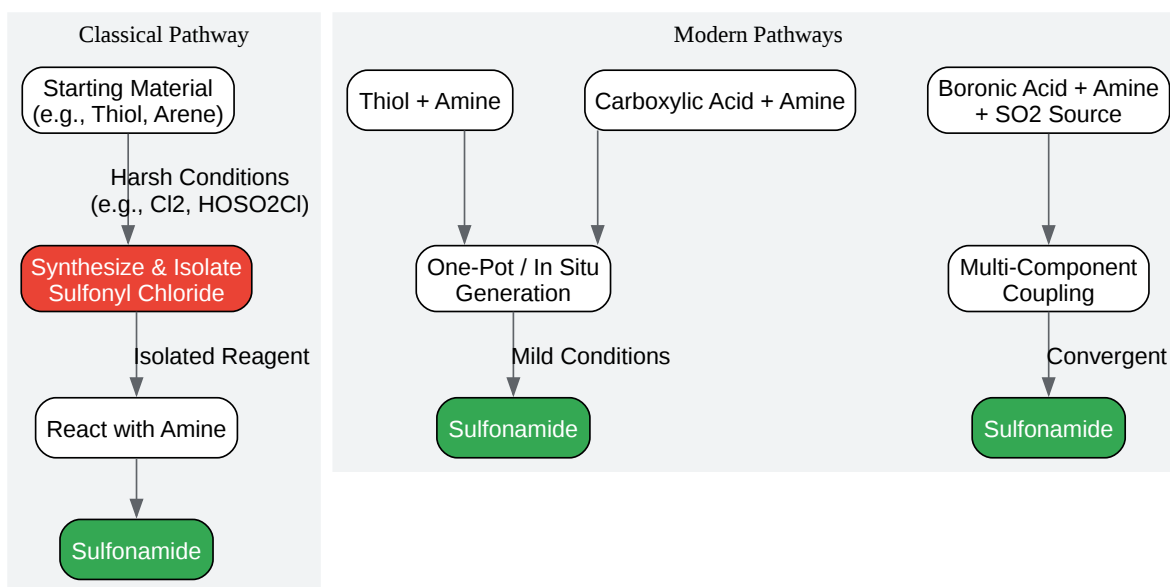 Classical Pathway
Starting Material
(e.g., Thiol, Arene)
Harsh Conditions
(e.g., Cl2, HOSO2Cl)
Synthesize & Isolate
Sulfonyl Chloride
Isolated Reagent
React with Amine
Sulfonamide
Modern Pathways
Thiol + Amine
Carboxylic Acid + Amine
One-Pot / In Situ
Generation
Mild Conditions
Sulfonamide
Boronic Acid + Amine
+ SO2 Source
Multi-Component
Coupling
Convergent
Sulfonamide